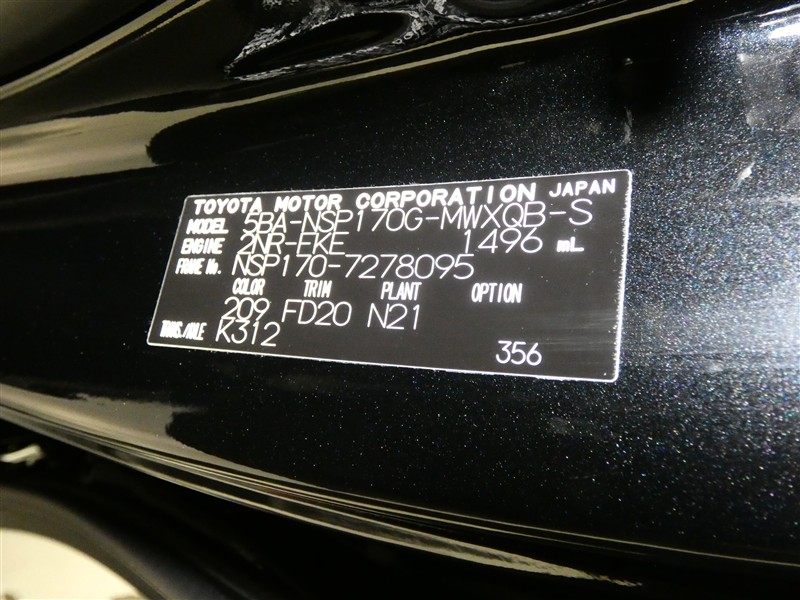 TOYOTA MOTOR CORPORATION JAPAN
MODEL 5BA-NSP170G-MWXQB-S
ENGINE 2NR-FKE 1496 mL
FRAME No. NSP170-7278095
COLOR TRIM PLANT OPTION
209 FD20 N21
TRANS./AXLE K312
356